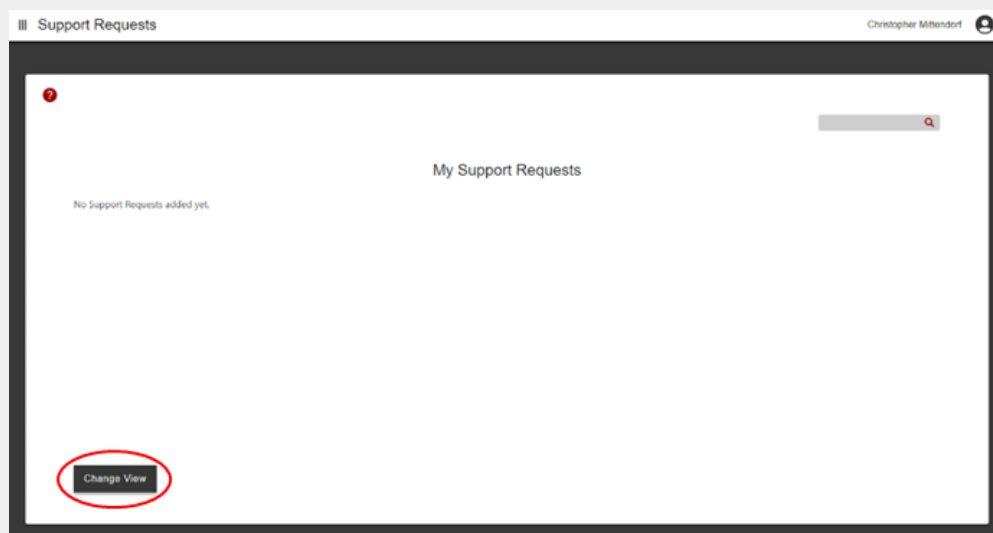 Support Requests
Christopher Mittendorf
?
My Support Requests
No Support Requests added yet.
Change View